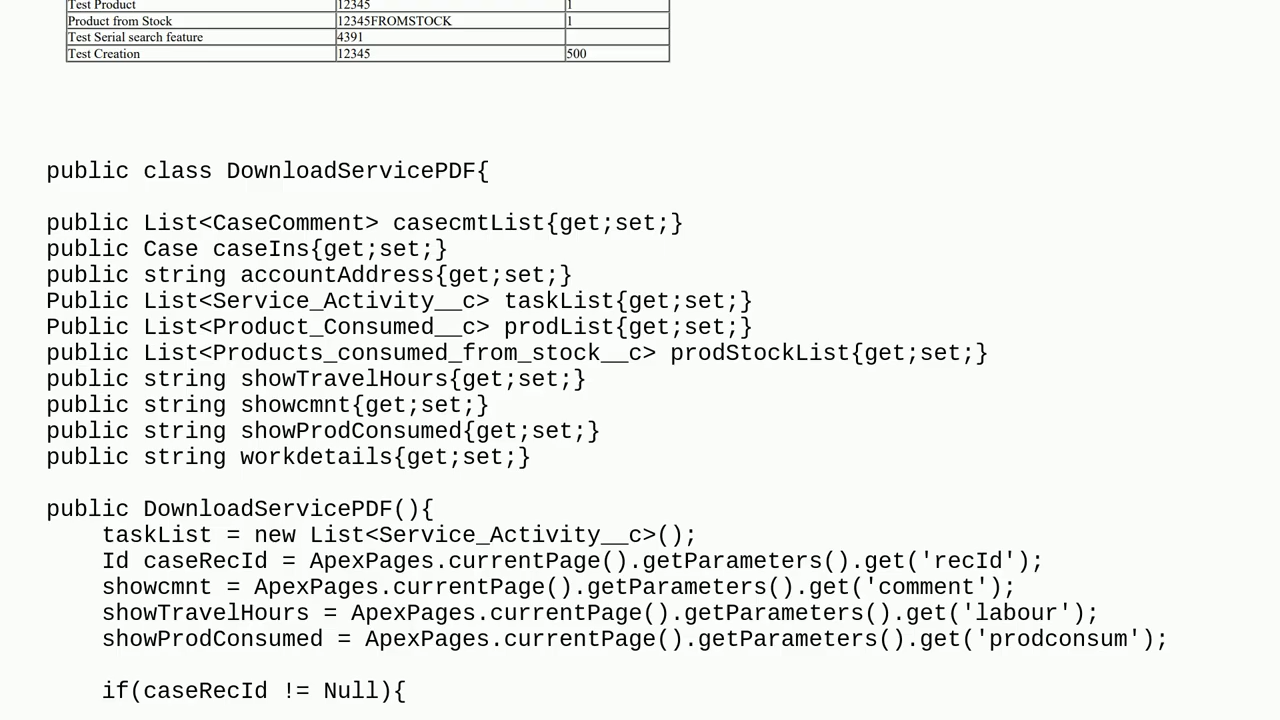 Test Product 12345 1
Product from Stock 12345FROMSTOCK 1
Test Serial search feature 4391
Test Creation 12345 500
public class DownloadServicePDF{
public List<CaseComment> casecmtList{get;set;}
public Case caseIns{get;set;}
public string accountAddress{get;set;}
Public List<Service_Activity__c> taskList{get;set;}
Public List<Product_Consumed__c> prodList{get;set;}
public List<Products_consumed_from_stock__c> prodStockList{get;set;}
public string showTravelHours{get;set;}
public string showcmnt{get;set;}
public string showProdConsumed{get;set;}
public string workdetails{get;set;}
public DownloadServicePDF(){
taskList = new List<Service_Activity__c>();
Id caseRecId = ApexPages.currentPage().getParameters().get('recId');
showcmnt = ApexPages.currentPage().getParameters().get('comment');
showTravelHours = ApexPages.currentPage().getParameters().get('labour');
showProdConsumed = ApexPages.currentPage().getParameters().get('prodconsum');
if(caseRecId != Null){